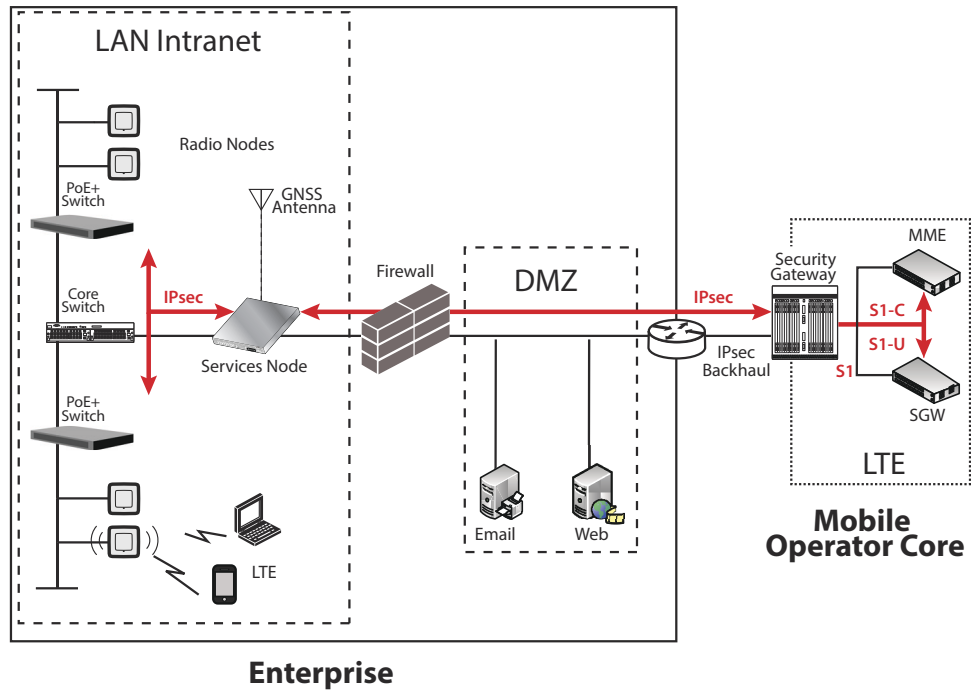 LAN Intranet
Radio Nodes
PoE+
Switch
GNSS
Antenna
Core
Switch
IPsec
Services Node
PoE+
Switch
LTE
Firewall
DMZ
Email
Web
IPsec
IPsec
Backhaul
Security
Gateway
MME
S1-C
S1-U
S1
SGW
LTE
Mobile
Operator Core
Enterprise